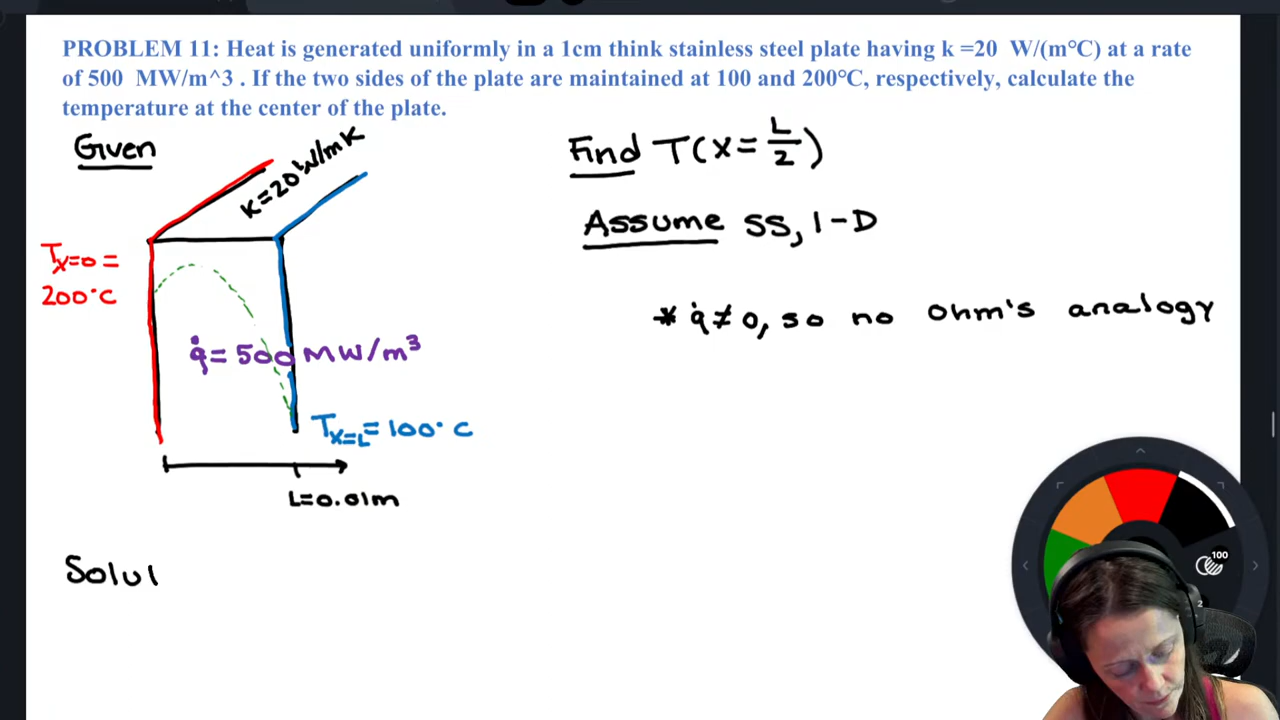 PROBLEM 11: Heat is generated uniformly in a 1cm think stainless steel plate having k =20 W/(m°C) at a rate
of 500 MW/m^3 . If the two sides of the plate are maintained at 100 and 200°C, respectively, calculate the
temperature at the center of the plate.
Given
K=20 W/mK
Tx=0 =
200°C
q̇= 500 MW/m³
Tx=L= 100°C
L=0.01m
Find T(x=L/2)
Assume SS, 1-D
* q̇≠0, so no ohm's analogy
Solu
100
2